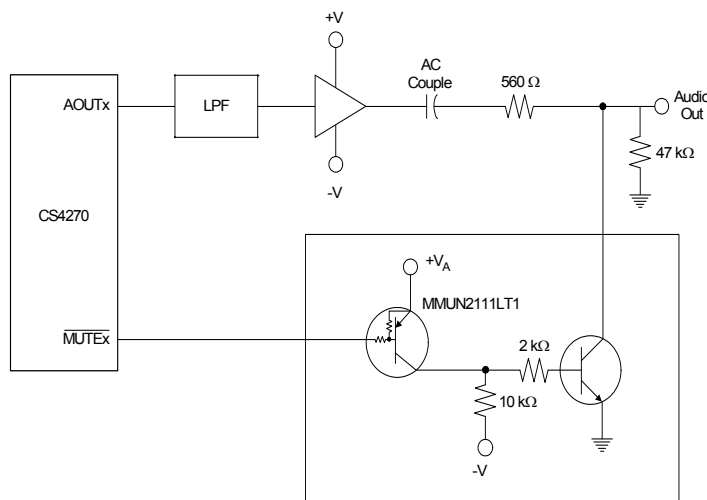 +V
AC
Couple
560 Ω
AOUTx
LPF
Audio
Out
47 kΩ
-V
CS4270
+VA
MMUN2111LT1
MUTEx
2 kΩ
10 kΩ
-V